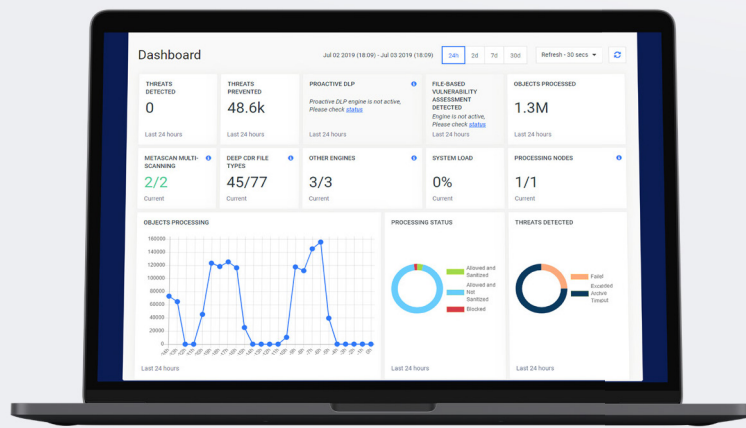 Dashboard
Jul 02 2019 (18:09) - Jul 03 2019 (18:09)
24h
2d
7d
30d
Refresh - 30 secs
THREATS
DETECTED
0
Last 24 hours
THREATS
PREVENTED
48.6k
Last 24 hours
PROACTIVE DLP
Proactive DLP engine is not active,
Please check status
Last 24 hours
FILE-BASED
VULNERABILITY
ASSESSMENT
DETECTED
Engine is not active,
Please check status
Last 24 hours
OBJECTS PROCESSED
1.3M
Last 24 hours
METASCAN MULTI-
SCANNING
2/2
Current
DEEP CDR FILE
TYPES
45/77
Current
OTHER ENGINES
3/3
Current
SYSTEM LOAD
0%
Current
PROCESSING NODES
1/1
Current
OBJECTS PROCESSING
160000
140000
120000
100000
80000
60000
40000
20000
0
Last 24 hours
PROCESSING STATUS
Allowed and
Sanitized
Allowed and
Not
Sanitized
Blocked
Last 24 hours
THREATS DETECTED
Failed
Exceeded
Archive
Timeout
Last 24 hours